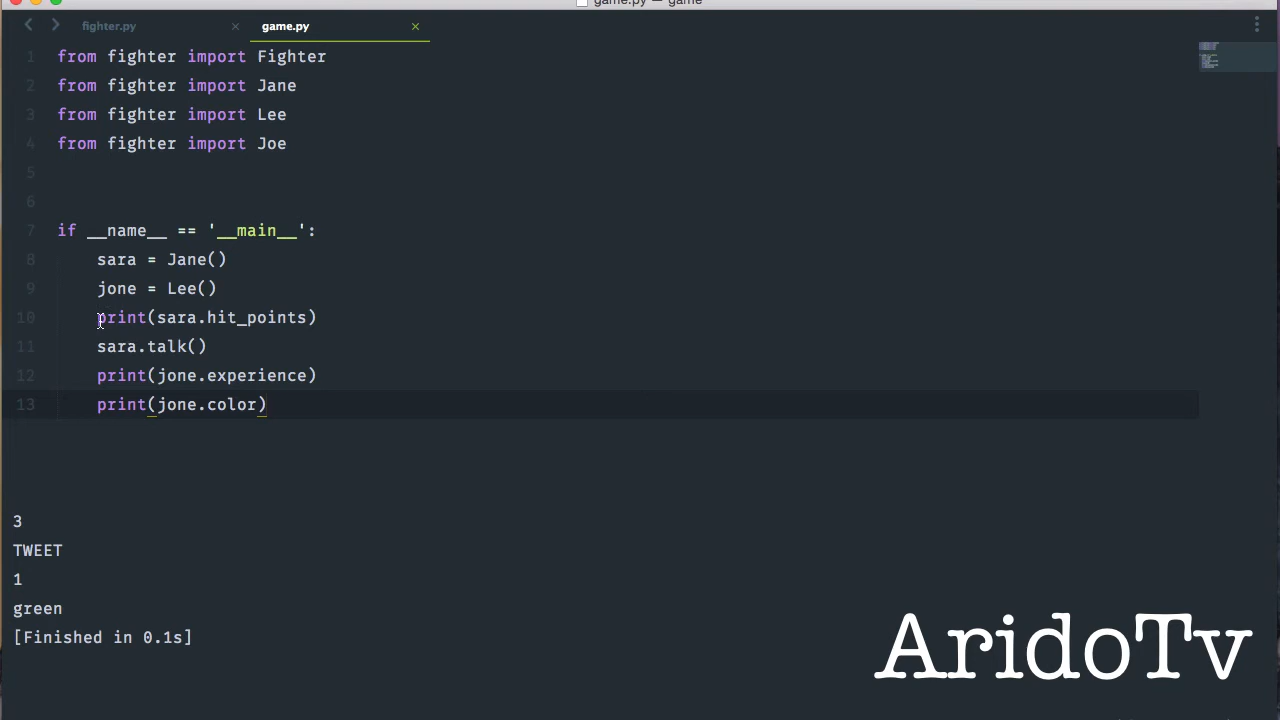 game.py — game
fighter.py × game.py ×
1 from fighter import Fighter
2 from fighter import Jane
3 from fighter import Lee
4 from fighter import Joe
5
6
7 if __name__ == '__main__':
8 sara = Jane()
9 jone = Lee()
10 print(sara.hit_points)
11 sara.talk()
12 print(jone.experience)
13 print(jone.color)
3
TWEET
1
green
[Finished in 0.1s]
AridoTv